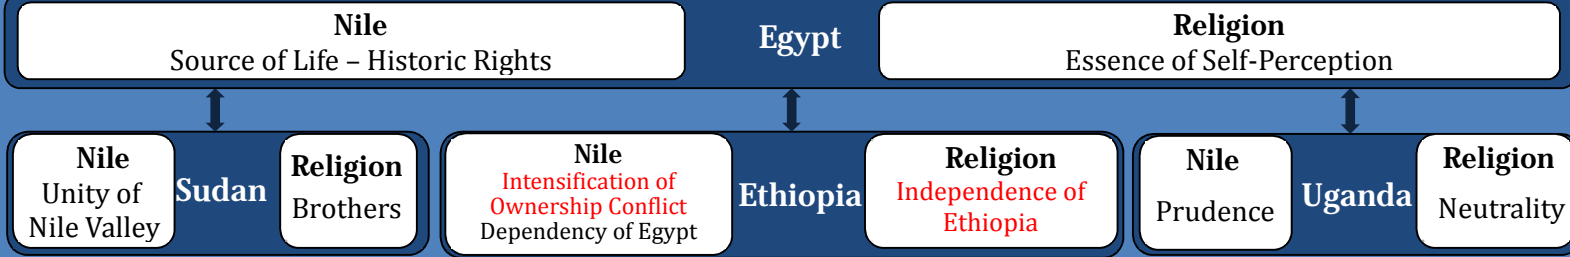 Nile
Source of Life – Historic Rights
Egypt
Religion
Essence of Self-Perception
Nile
Unity of
Nile Valley
Sudan
Religion
Brothers
Nile
Intensification of
Ownership Conflict
Dependency of Egypt
Ethiopia
Religion
Independence of
Ethiopia
Nile
Prudence
Uganda
Religion
Neutrality